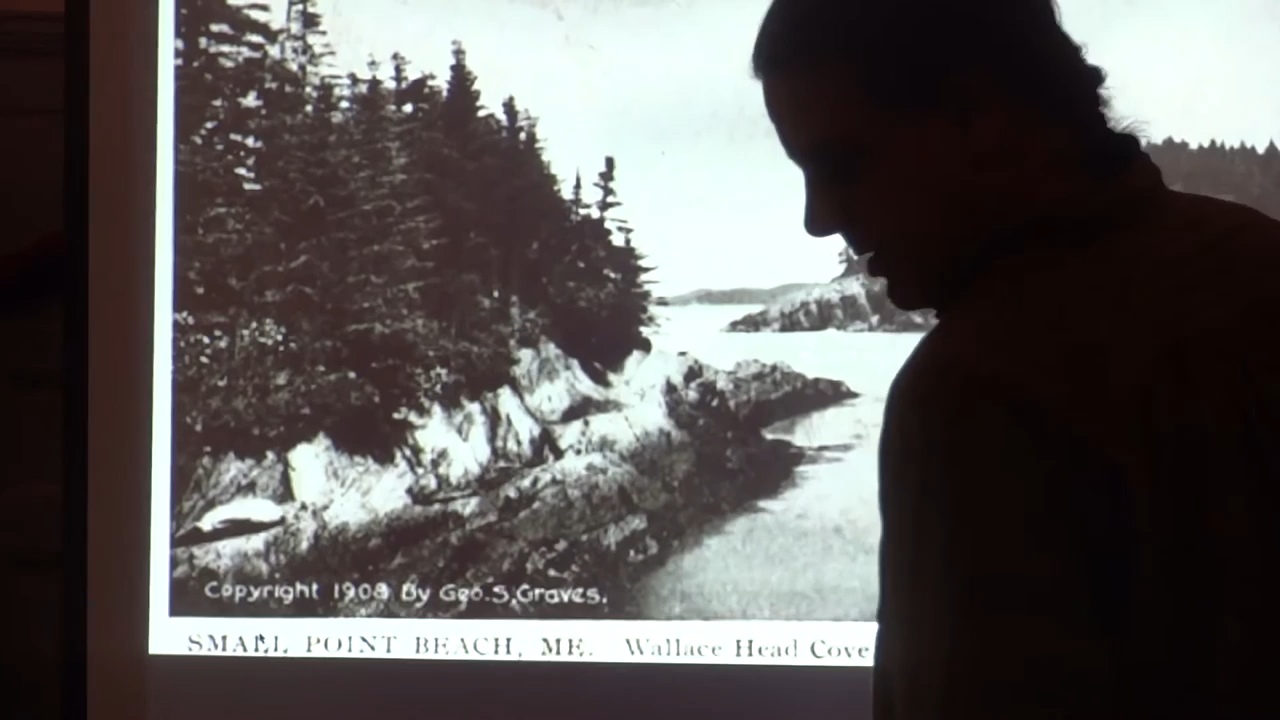 Copyright 1908 By Geo. S. Graves.
SMALL POINT BEACH, ME. Wallace Head Cove